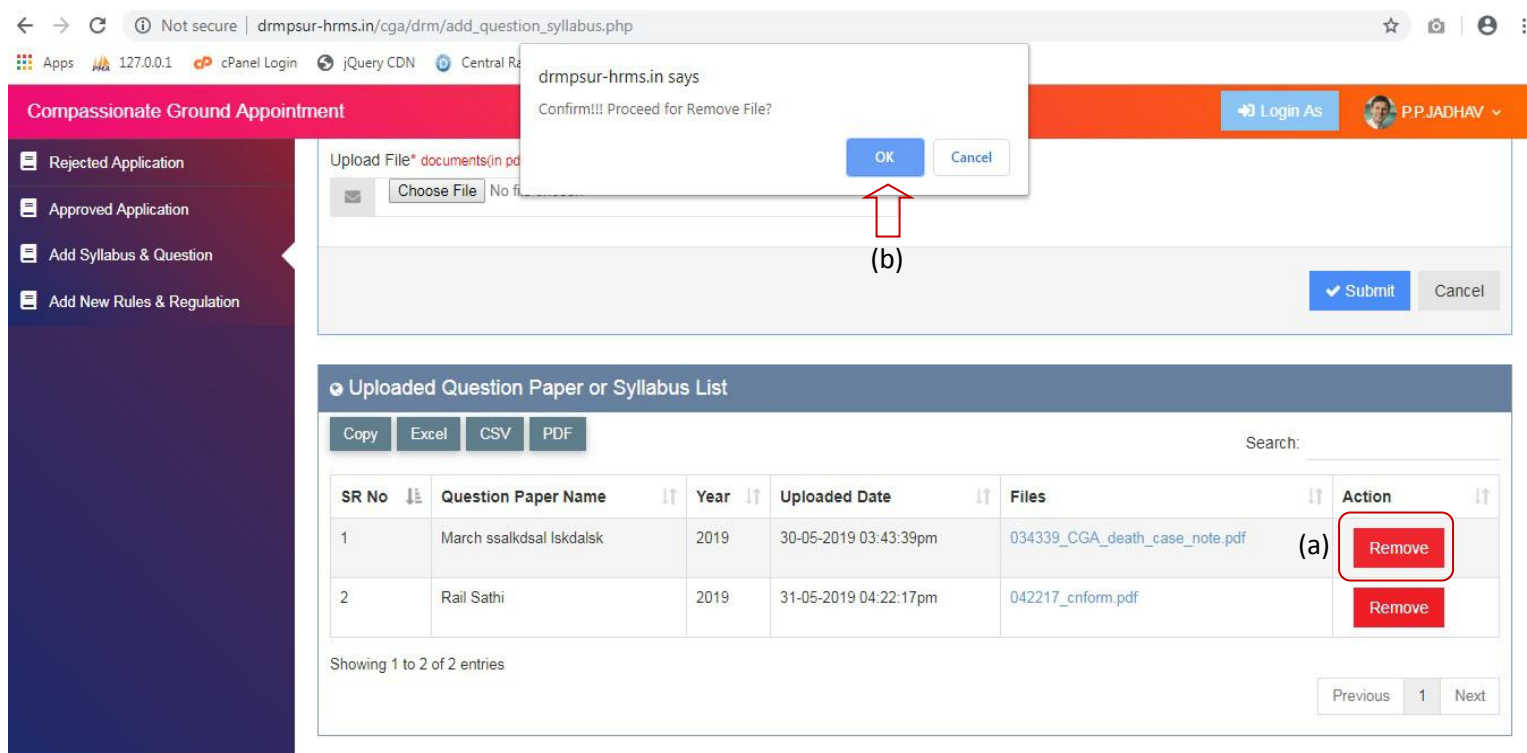 Not secure | drmpsur-hrms.in/cga/drm/add_question_syllabus.php
Apps 127.0.0.1 cP cPanel Login jQuery CDN Central Ra
drmpsur-hrms.in says
Confirm!!! Proceed for Remove File?
OK Cancel
Compassionate Ground Appointment
Login As P.P.JADHAV
Rejected Application
Approved Application
Add Syllabus & Question
Add New Rules & Regulation
Upload File* documents(in pd
Choose File No fi
(b)
Submit Cancel
Uploaded Question Paper or Syllabus List
Copy Excel CSV PDF
Search:
SR No Question Paper Name Year Uploaded Date Files Action
1 March ssalkdsal lskdalsk 2019 30-05-2019 03:43:39pm 034339_CGA_death_case_note.pdf (a) Remove
2 Rail Sathi 2019 31-05-2019 04:22:17pm 042217_cnform.pdf Remove
Showing 1 to 2 of 2 entries
Previous 1 Next